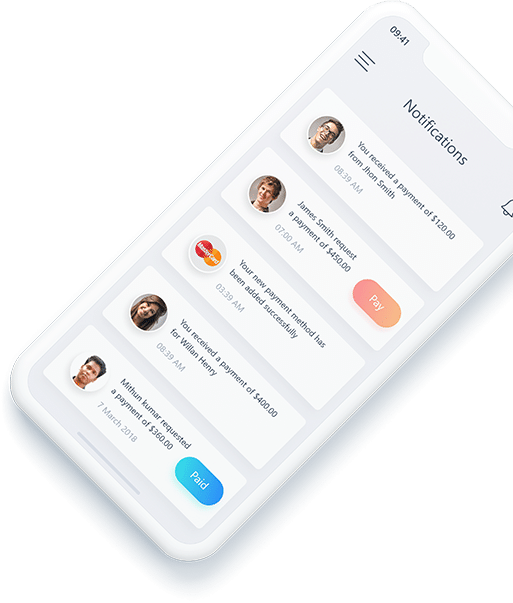 09:41
Notifications
You received a payment of $120.00
from Jhon Smith
08:39 AM
James Smith request
a payment of $450.00
07:00 AM
Pay
MasterCard
Your new payment method has
been added successfully
03:39 AM
You received a payment of $400.00
for Willan Henry
08:39 AM
Mithun kumar requested
a payment of $360.00
7 March 2018
Paid